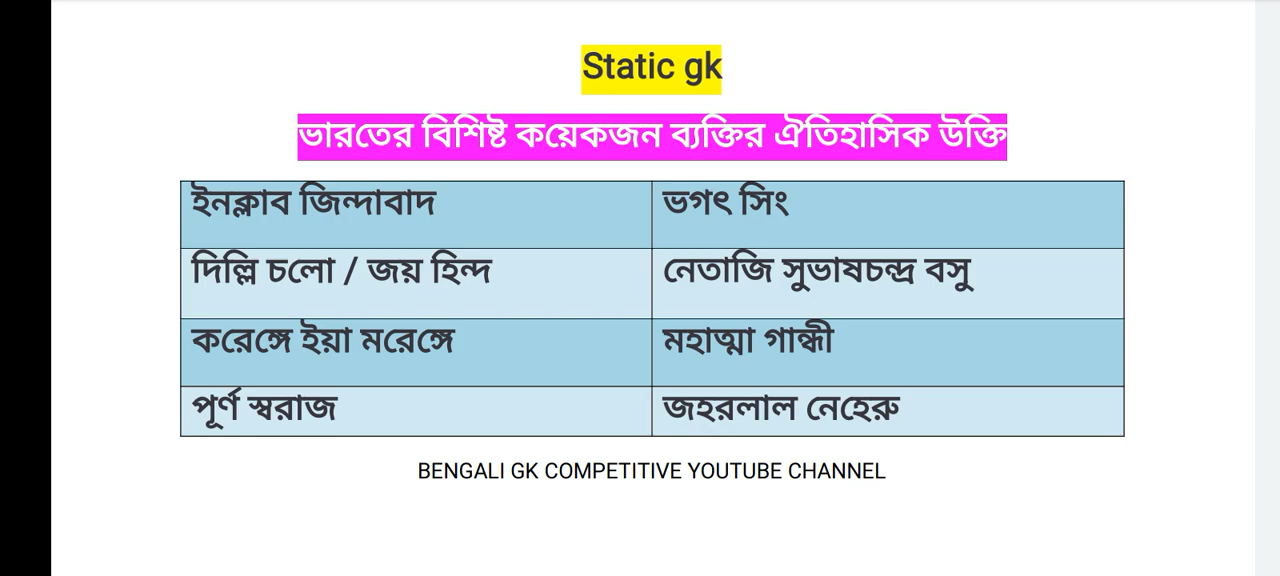 Static gk
ভারতের বিশিষ্ট কয়েকজন ব্যক্তির ঐতিহাসিক উক্তি
ইনক্লাব জিন্দাবাদ ভগৎ সিং
দিল্লি চলো / জয় হিন্দ নেতাজি সুভাষচন্দ্র বসু
করেঙ্গে ইয়া মরেঙ্গে মহাত্মা গান্ধী
পূর্ণ স্বরাজ জহরলাল নেহেরু
BENGALI GK COMPETITIVE YOUTUBE CHANNEL